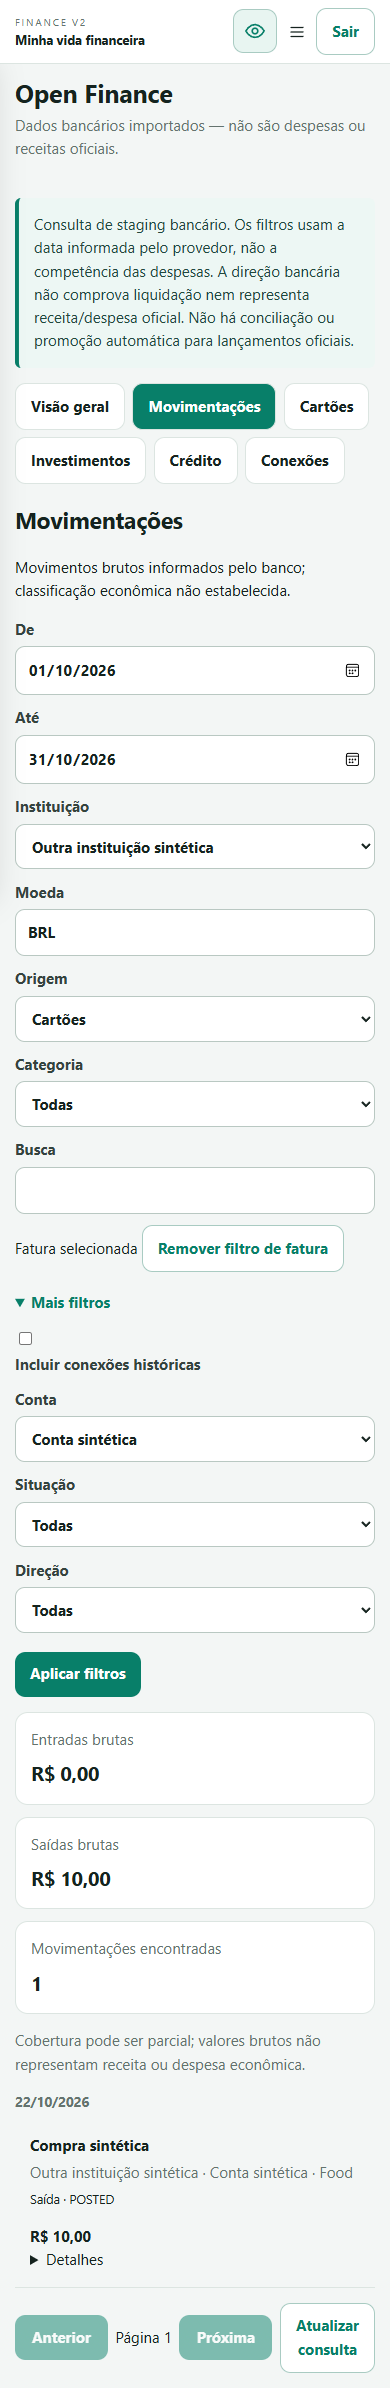 FINANCE V2
Minha vida financeira
Sair
Open Finance
Dados bancários importados — não são despesas ou
receitas oficiais.
Consulta de staging bancário. Os filtros usam a
data informada pelo provedor, não a
competência das despesas. A direção bancária
não comprova liquidação nem representa
receita/despesa oficial. Não há conciliação ou
promoção automática para lançamentos oficiais.
Visão geral
Movimentações
Cartões
Investimentos
Crédito
Conexões
Movimentações
Movimentos brutos informados pelo banco;
classificação econômica não estabelecida.
De
01/10/2026
Até
31/10/2026
Instituição
Outra instituição sintética
Moeda
BRL
Origem
Cartões
Categoria
Todas
Busca
Fatura selecionada
Remover filtro de fatura
▼ Mais filtros
Incluir conexões históricas
Conta
Conta sintética
Situação
Todas
Direção
Todas
Aplicar filtros
Entradas brutas
R$ 0,00
Saídas brutas
R$ 10,00
Movimentações encontradas
1
Cobertura pode ser parcial; valores brutos não
representam receita ou despesa econômica.
22/10/2026
Compra sintética
Outra instituição sintética · Conta sintética · Food
Saída · POSTED
R$ 10,00
▶ Detalhes
Anterior
Página 1
Próxima
Atualizar
consulta